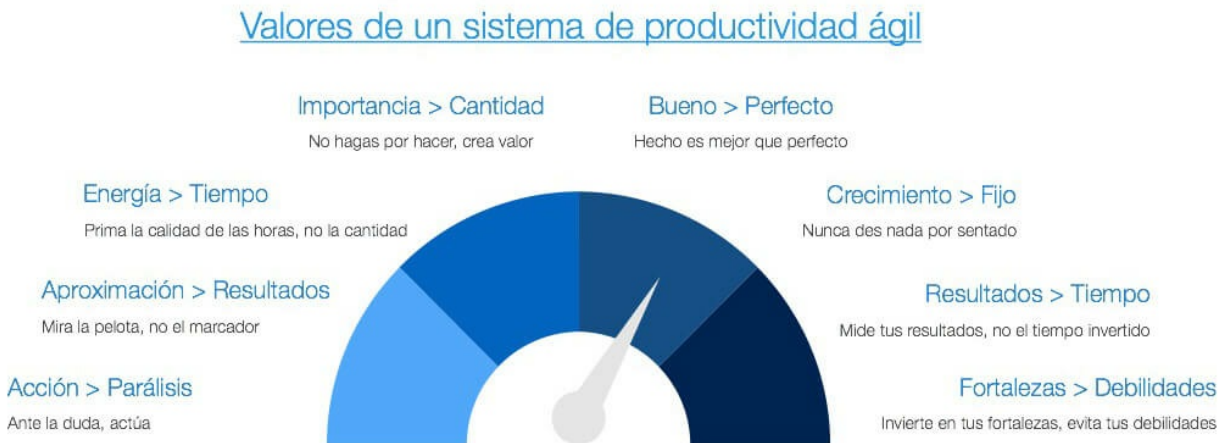 Valores de un sistema de productividad ágil
Importancia > Cantidad
No hagas por hacer, crea valor
Bueno > Perfecto
Hecho es mejor que perfecto
Energía > Tiempo
Prima la calidad de las horas, no la cantidad
Crecimiento > Fijo
Nunca des nada por sentado
Aproximación > Resultados
Mira la pelota, no el marcador
Resultados > Tiempo
Mide tus resultados, no el tiempo invertido
Acción > Parálisis
Ante la duda, actúa
Fortalezas > Debilidades
Invierte en tus fortalezas, evita tus debilidades